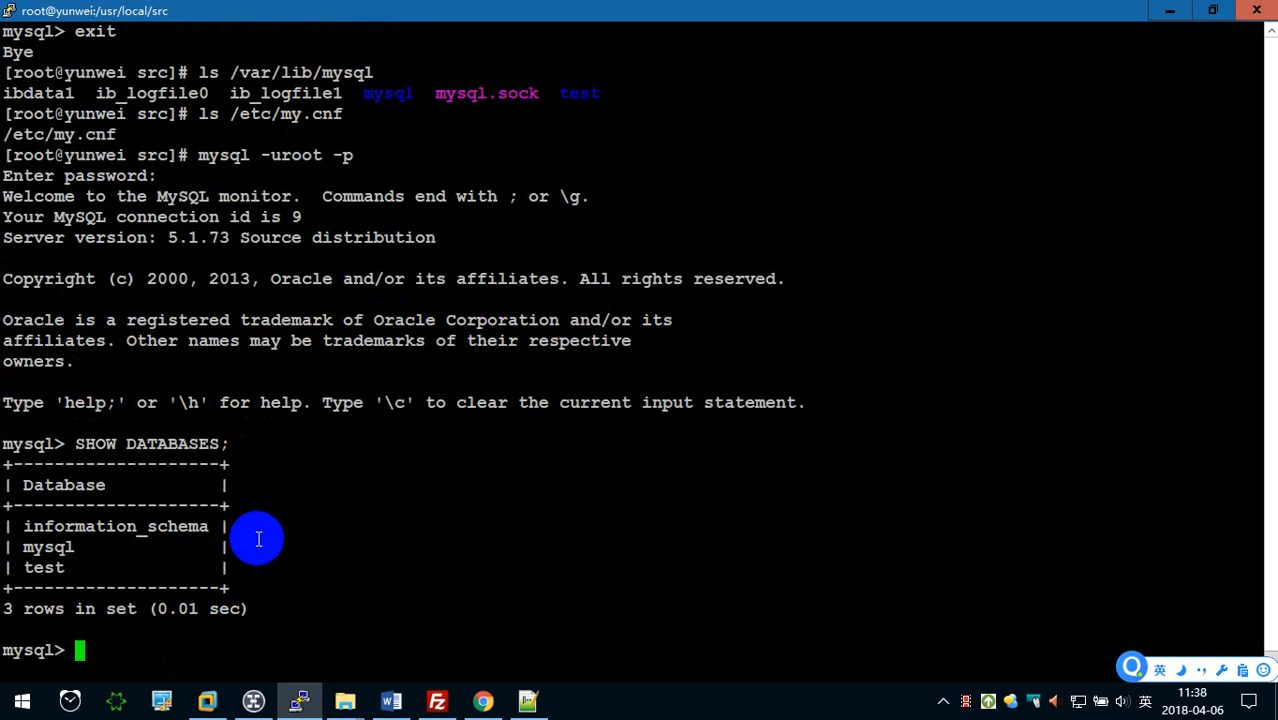 root@yunwei:/usr/local/src
mysql> exit
Bye
[root@yunwei src]# ls /var/lib/mysql
ibdata1  ib_logfile0  ib_logfile1  mysql  mysql.sock  test
[root@yunwei src]# ls /etc/my.cnf
/etc/my.cnf
[root@yunwei src]# mysql -uroot -p
Enter password:
Welcome to the MySQL monitor.  Commands end with ; or \g.
Your MySQL connection id is 9
Server version: 5.1.73 Source distribution
Copyright (c) 2000, 2013, Oracle and/or its affiliates. All rights reserved.
Oracle is a registered trademark of Oracle Corporation and/or its
affiliates. Other names may be trademarks of their respective
owners.
Type 'help;' or '\h' for help. Type '\c' to clear the current input statement.
mysql> SHOW DATABASES;
+--------------------+
| Database           |
+--------------------+
| information_schema |
| mysql              |
| test               |
+--------------------+
3 rows in set (0.01 sec)
mysql>
英
英
11:38
2018-04-06